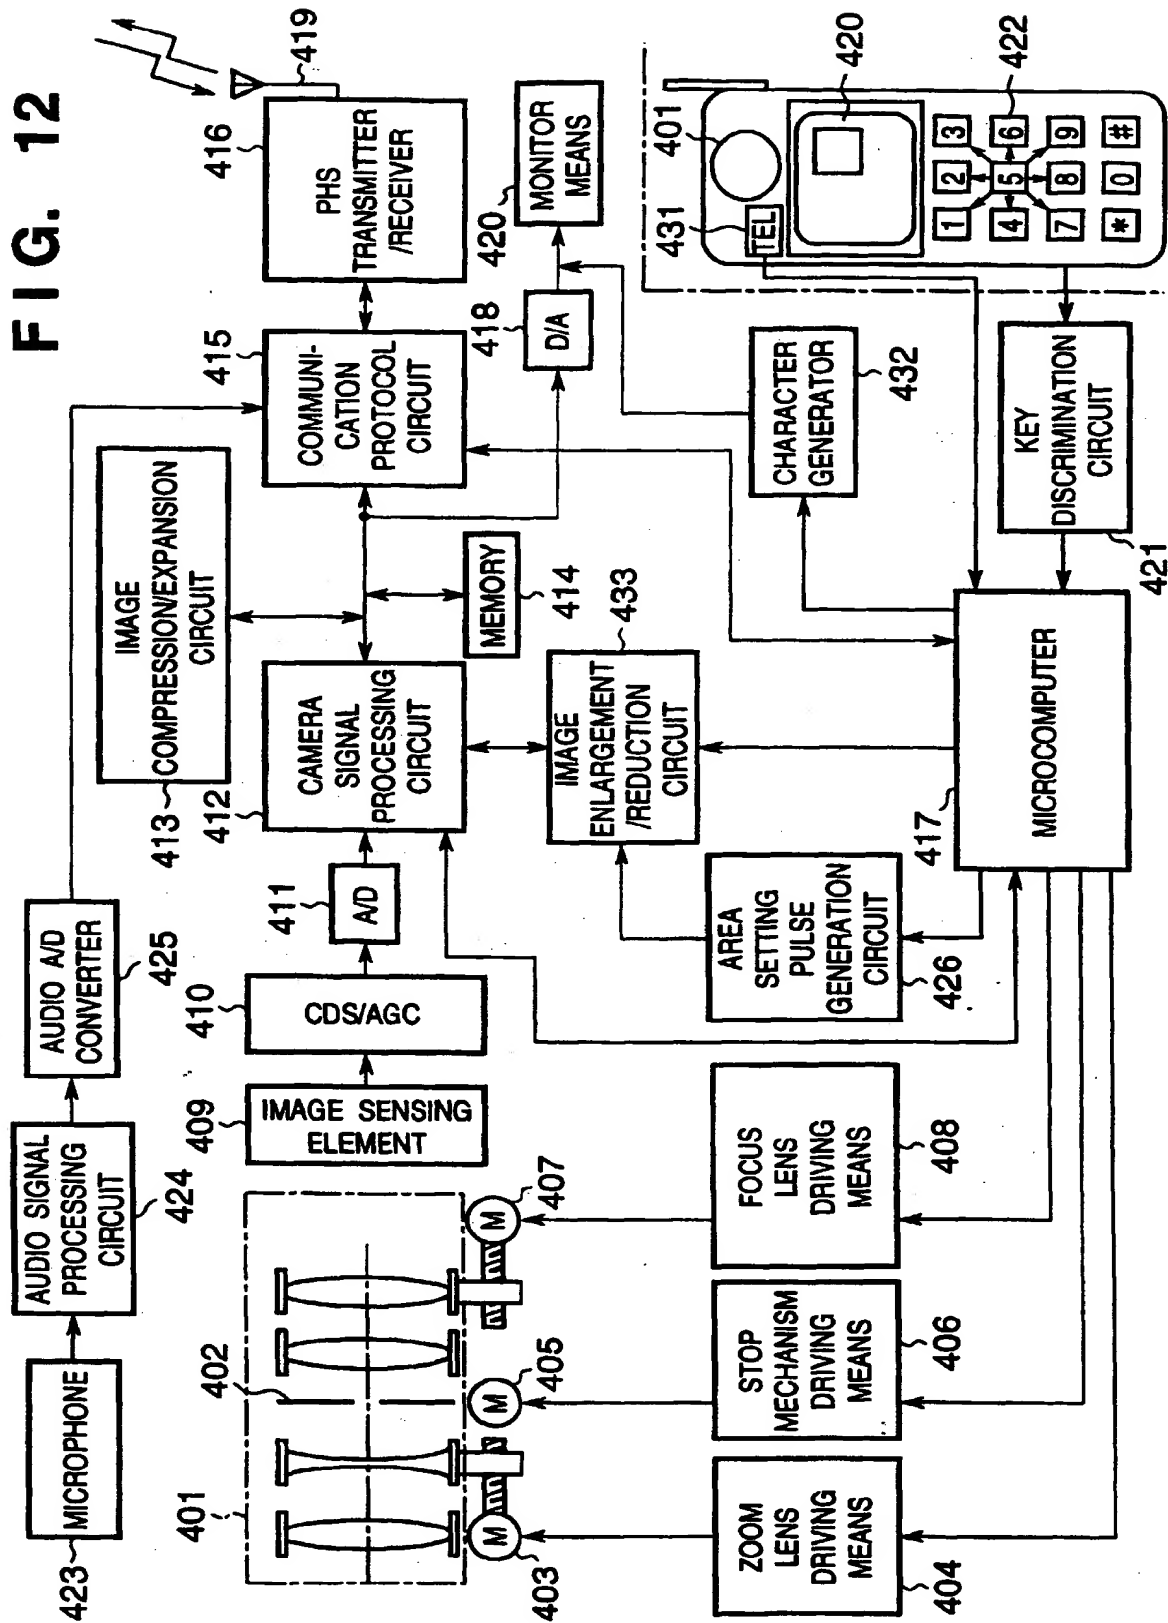 FIG. 12
423
MICROPHONE
AUDIO SIGNAL
PROCESSING
CIRCUIT
424
AUDIO A/D
CONVERTER
425
413
IMAGE
COMPRESSION/EXPANSION
CIRCUIT
401
402
403
M
405
M
407
M
409
IMAGE SENSING
ELEMENT
410
CDS/AGC
411
A/D
412
CAMERA
SIGNAL
PROCESSING
CIRCUIT
MEMORY
414
415
COMMUNI-
CATION
PROTOCOL
CIRCUIT
416
PHS
TRANSMITTER
/RECEIVER
419
418
D/A
420
MONITOR
MEANS
433
IMAGE
ENLARGEMENT
/REDUCTION
CIRCUIT
AREA
SETTING
PULSE
GENERATION
CIRCUIT
426
CHARACTER
GENERATOR
432
ZOOM
LENS
DRIVING
MEANS
404
STOP
MECHANISM
DRIVING
MEANS
406
FOCUS
LENS
DRIVING
MEANS
408
417
MICROCOMPUTER
KEY
DISCRIMINATION
CIRCUIT
421
431
TEL
401
420
422
1 2 3
4 5 6
7 8 9
* 0 #